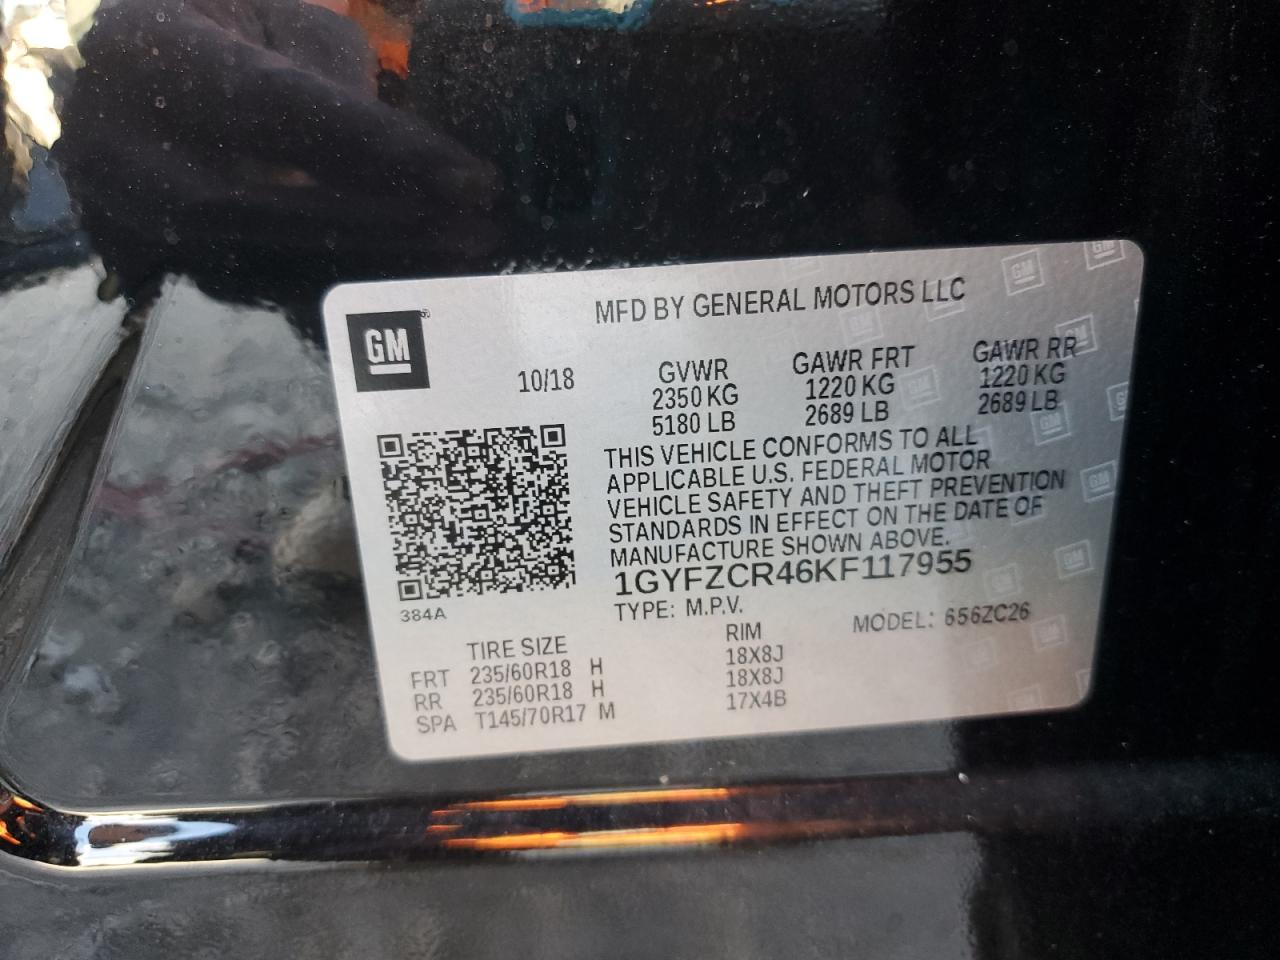 GM
MFD BY GENERAL MOTORS LLC
10/18
GVWR GAWR FRT GAWR RR
2350 KG 1220 KG 1220 KG
5180 LB 2689 LB 2689 LB
THIS VEHICLE CONFORMS TO ALL
APPLICABLE U.S. FEDERAL MOTOR
VEHICLE SAFETY AND THEFT PREVENTION
STANDARDS IN EFFECT ON THE DATE OF
MANUFACTURE SHOWN ABOVE.
1GYFZCR46KF117955
384A
TYPE: M.P.V. MODEL: 656ZC26
TIRE SIZE RIM
FRT 235/60R18 H 18X8J
RR 235/60R18 H 18X8J
SPA T145/70R17 M 17X4B